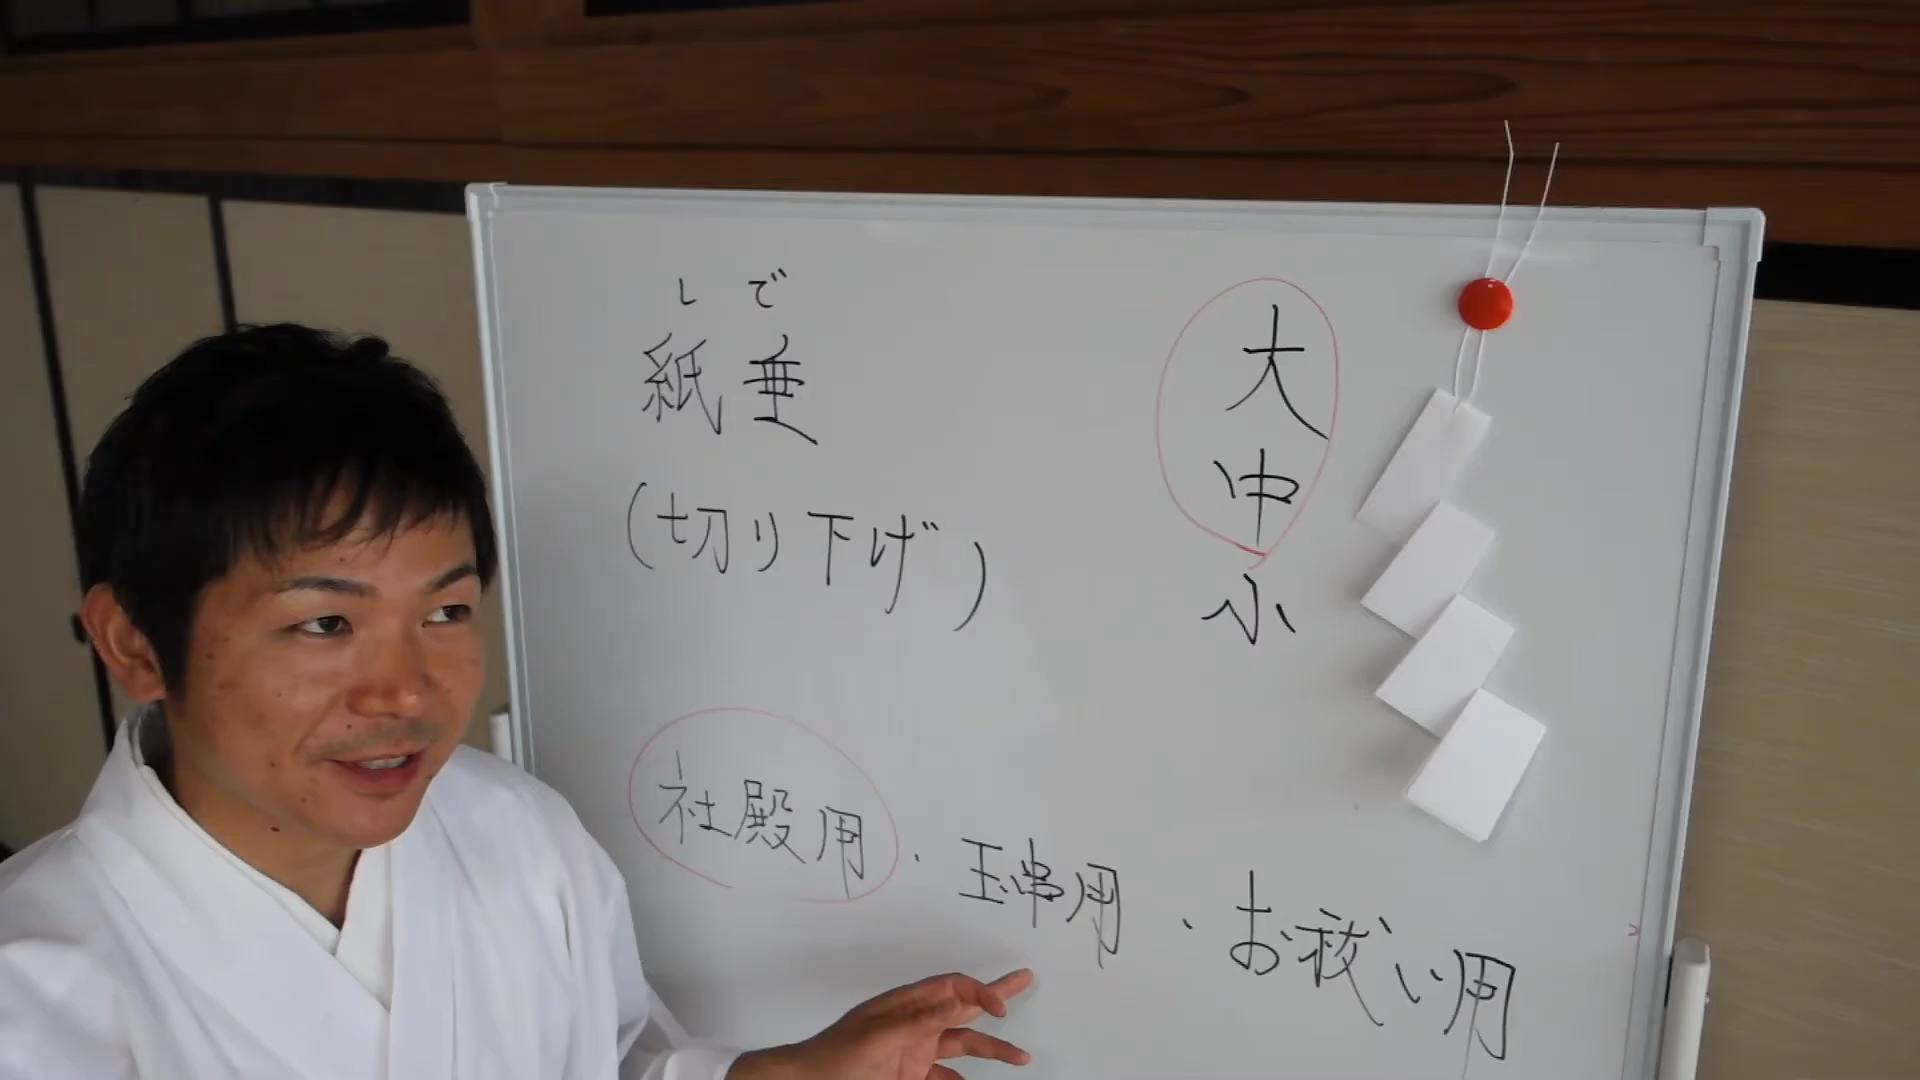 しで
紙垂
(切り下げ)
大
中
小
社殿用・玉串用・お祓い用